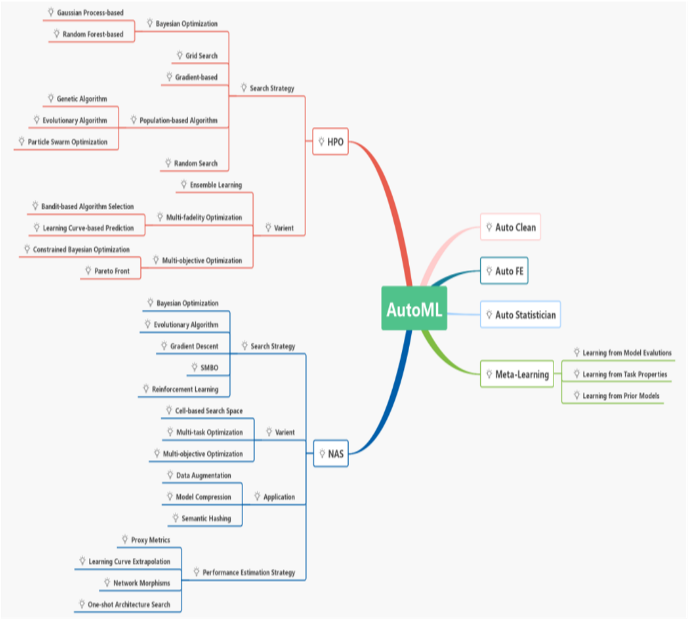 Gaussian Process-based
Random Forest-based
Bayesian Optimization
Grid Search
Gradient-based
Search Strategy
Genetic Algorithm
Evolutionary Algorithm
Particle Swarm Optimization
Population-based Algorithm
Random Search
HPO
Ensemble Learning
Bandit-based Algorithm Selection
Learning Curve-based Prediction
Multi-fadelity Optimization
Varient
Constrained Bayesian Optimization
Pareto Front
Multi-objective Optimization
AutoML
Auto Clean
Auto FE
Auto Statistician
Meta-Learning
Learning from Model Evalutions
Learning from Task Properties
Learning from Prior Models
Bayesian Optimization
Evolutionary Algorithm
Gradient Descent
SMBO
Reinforcement Learning
Search Strategy
Cell-based Search Space
Multi-task Optimization
Multi-objective Optimization
Varient
NAS
Data Augmentation
Model Compression
Semantic Hashing
Application
Proxy Metrics
Learning Curve Extrapolation
Network Morphisms
One-shot Architecture Search
Performance Estimation Strategy